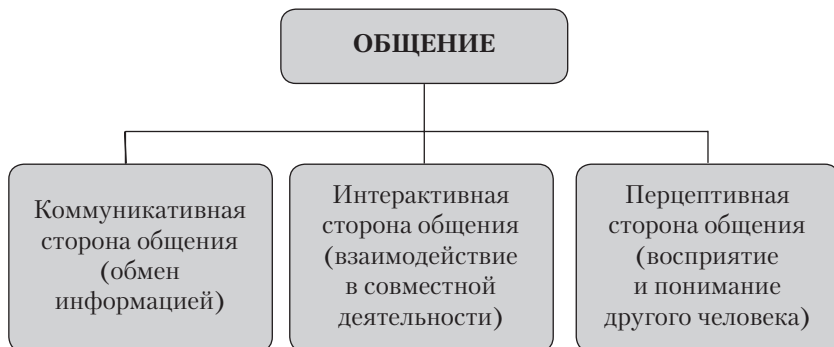 ОБЩЕНИЕ
Коммуникативная
сторона общения
(обмен
информацией)
Интерактивная
сторона общения
(взаимодействие
в совместной
деятельности)
Перцептивная
сторона общения
(восприятие
и понимание
другого человека)